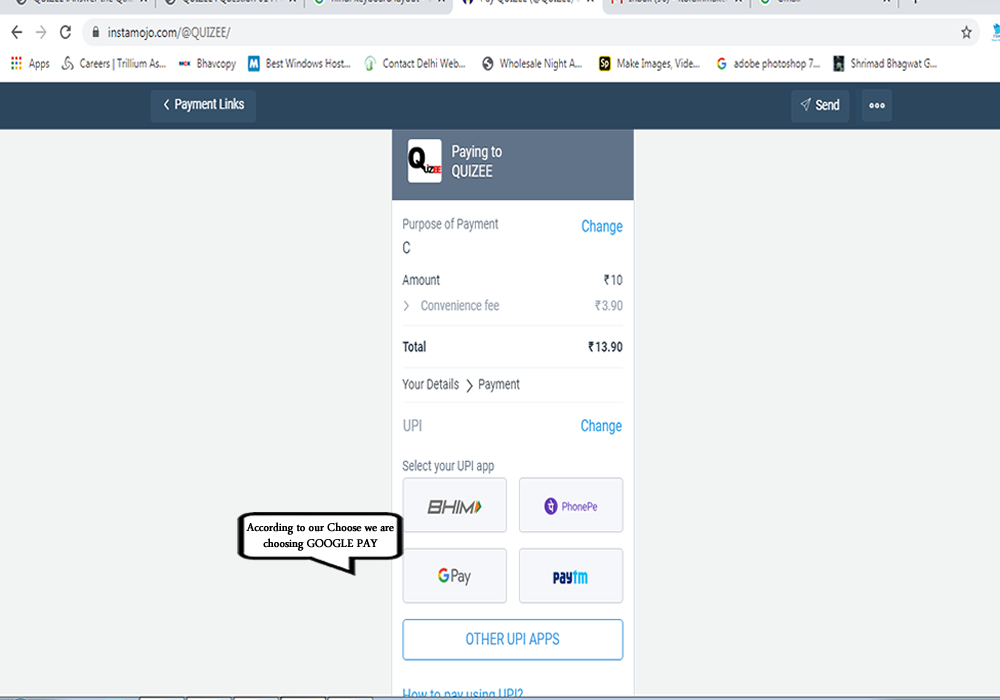 instamojo.com/@QUIZEE/
Apps Careers | Trillium As... Bhavcopy Best Windows Host... Contact Delhi Web... Wholesale Night A... Make Images, Vide... adobe photoshop 7... Shrimad Bhagwat G...
Payment Links
Send
QUIZEE
Paying to
QUIZEE
Purpose of Payment Change
C
Amount ₹10
Convenience fee ₹3.90
Total ₹13.90
Your Details > Payment
UPI Change
Select your UPI app
BHIM PhonePe
According to our Choose we are
choosing GOOGLE PAY
G Pay paytm
OTHER UPI APPS
How to pay using UPI?